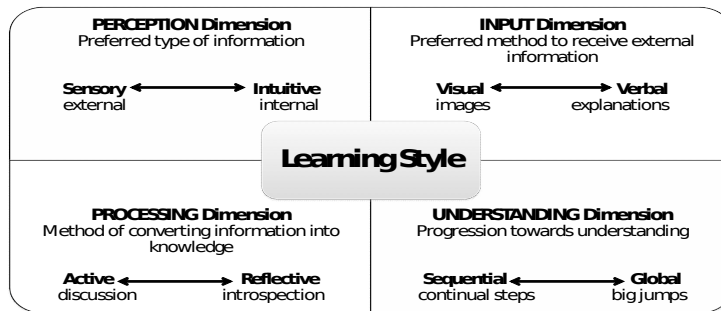 PERCEPTION Dimension
Preferred type of information
Sensory Intuitive
external internal
INPUT Dimension
Preferred method to receive external
information
Visual Verbal
images explanations
Learning Style
PROCESSING Dimension
Method of converting information into
knowledge
Active Reflective
discussion introspection
UNDERSTANDING Dimension
Progression towards understanding
Sequential Global
continual steps big jumps